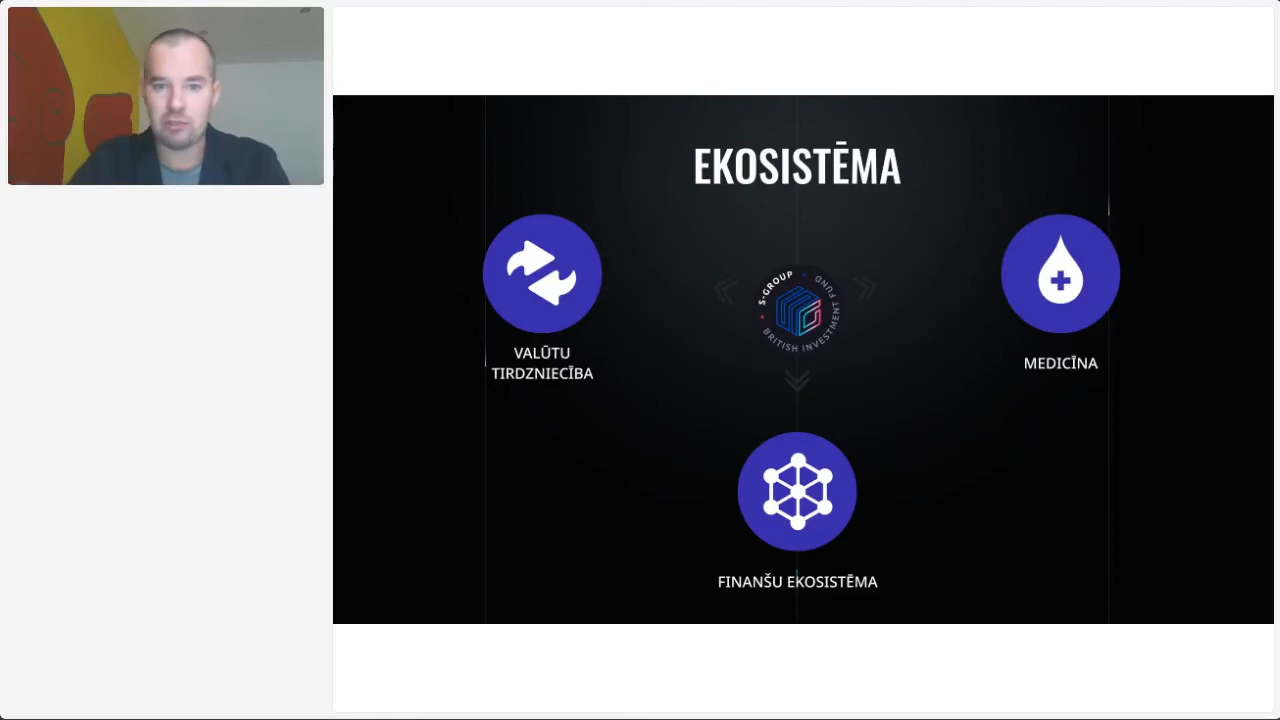 EKOSISTĒMA
S-GROUP
BRITISH INVESTMENT FUND
VALŪTU
TIRDZNIECĪBA
MEDICĪNA
FINANŠU EKOSISTĒMA